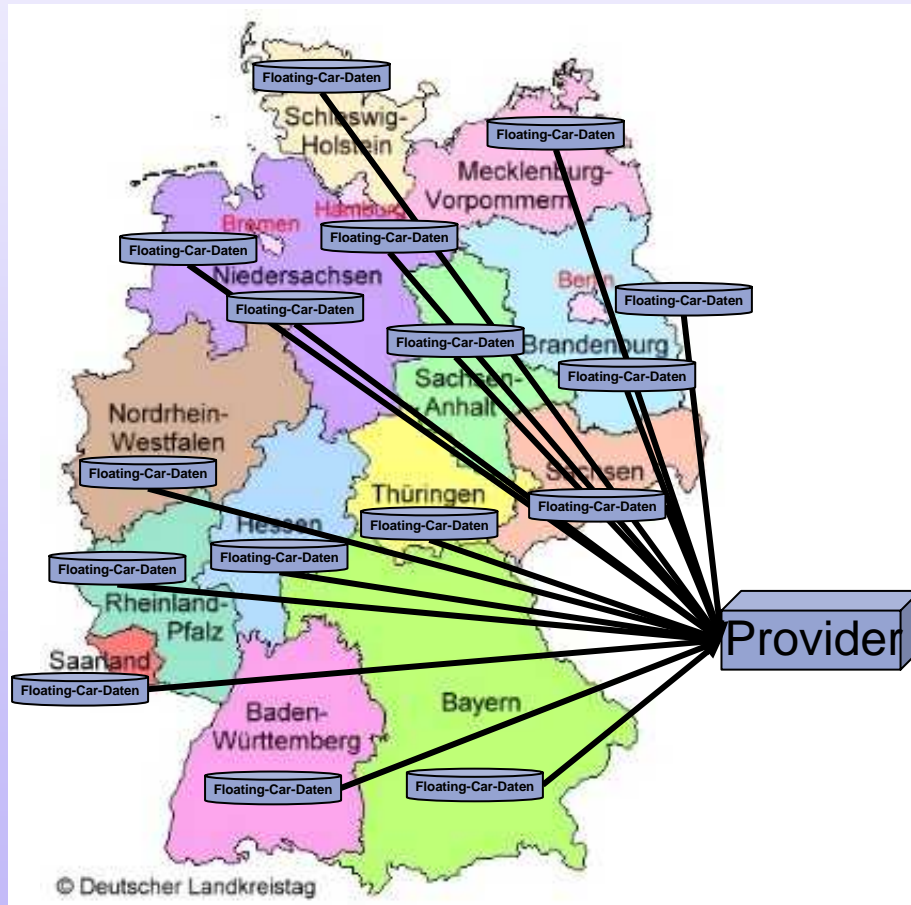 Floating-Car-Daten
Schleswig-
Holstein
Floating-Car-Daten
Mecklenburg-
Vorpommern
Hamburg
Bremen
Floating-Car-Daten
Floating-Car-Daten
Niedersachsen
Berlin
Floating-Car-Daten
Floating-Car-Daten
Floating-Car-Daten
Brandenburg
Floating-Car-Daten
Sachsen-
Anhalt
Nordrhein-
Westfalen
Floating-Car-Daten
Sachsen
Thüringen
Floating-Car-Daten
Hessen
Floating-Car-Daten
Floating-Car-Daten
Floating-Car-Daten
Rheinland-
Pfalz
Provider
Saarland
Floating-Car-Daten
Bayern
Baden-
Württemberg
Floating-Car-Daten
Floating-Car-Daten
© Deutscher Landkreistag